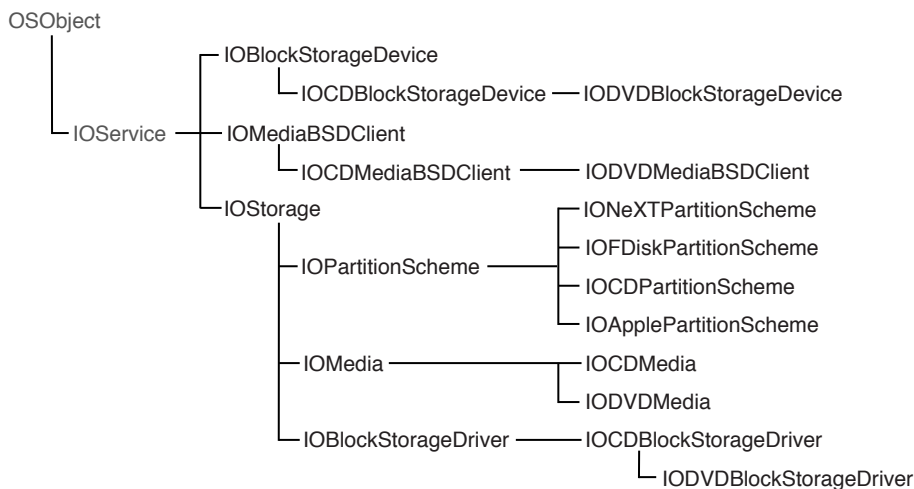 OSObject
IOBlockStorageDevice
IOCDBlockStorageDevice IODVDBlockStorageDevice
IOService IOMediaBSDClient
IOCDMediaBSDClient IODVDMediaBSDClient
IOStorage IONeXTPartitionScheme
IOFDiskPartitionScheme
IOPartitionScheme
IOCDPartitionScheme
IOApplePartitionScheme
IOMedia IOCDMedia
IODVDMedia
IOBlockStorageDriver IOCDBlockStorageDriver
IODVDBlockStorageDriver